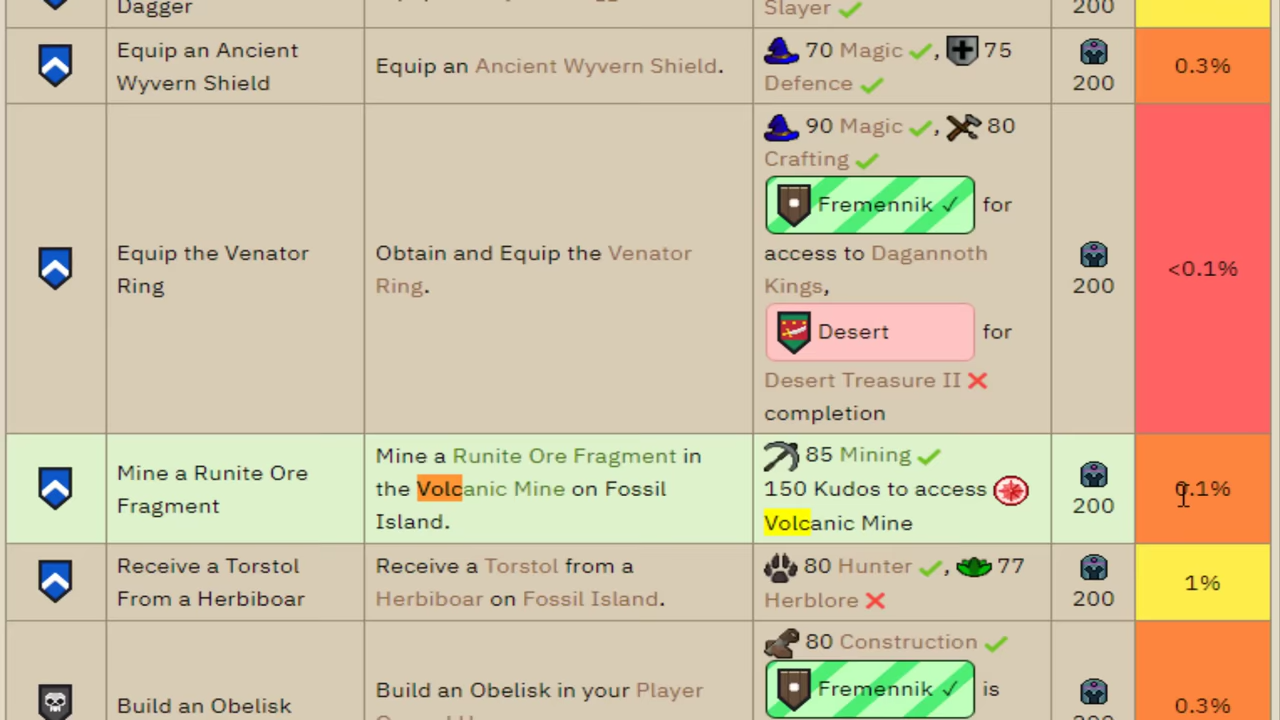 Dagger
Slayer
200
Equip an Ancient
Wyvern Shield
Equip an Ancient Wyvern Shield.
70 Magic, 75
Defence
200
0.3%
Equip the Venator
Ring
Obtain and Equip the Venator
Ring.
90 Magic, 80
Crafting
Fremennik ✓ for
access to Dagannoth
Kings,
Desert for
Desert Treasure II
completion
200
<0.1%
Mine a Runite Ore
Fragment
Mine a Runite Ore Fragment in
the Volcanic Mine on Fossil
Island.
85 Mining
150 Kudos to access
Volcanic Mine
200
0.1%
Receive a Torstol
From a Herbiboar
Receive a Torstol from a
Herbiboar on Fossil Island.
80 Hunter, 77
Herblore
200
1%
Build an Obelisk
Build an Obelisk in your Player
80 Construction
Fremennik ✓ is
0.3%